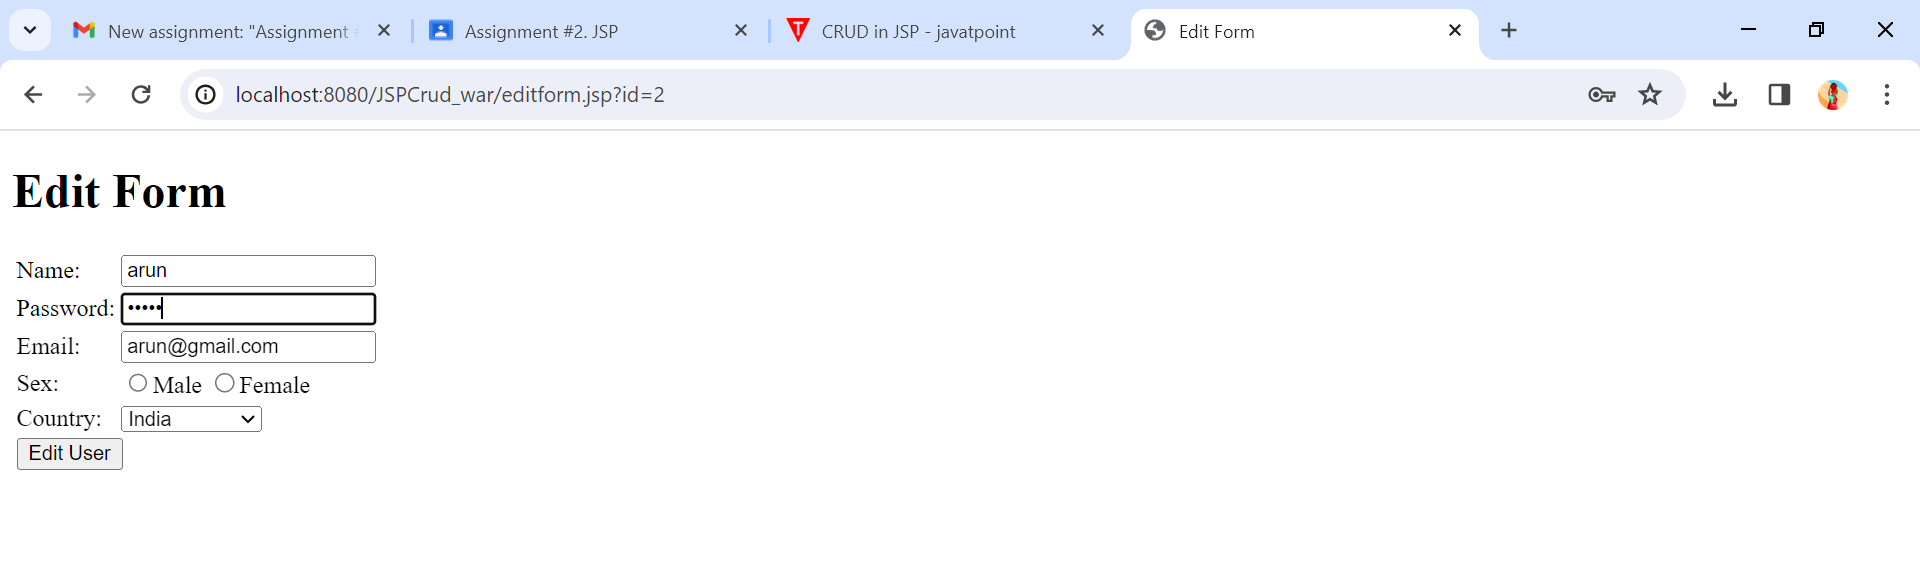 New assignment: "Assignment
Assignment #2. JSP
CRUD in JSP - javatpoint
Edit Form
localhost:8080/JSPCrud_war/editform.jsp?id=2
Edit Form
Name: arun
Password: •••••
Email: arun@gmail.com
Sex: Male Female
Country: India
Edit User